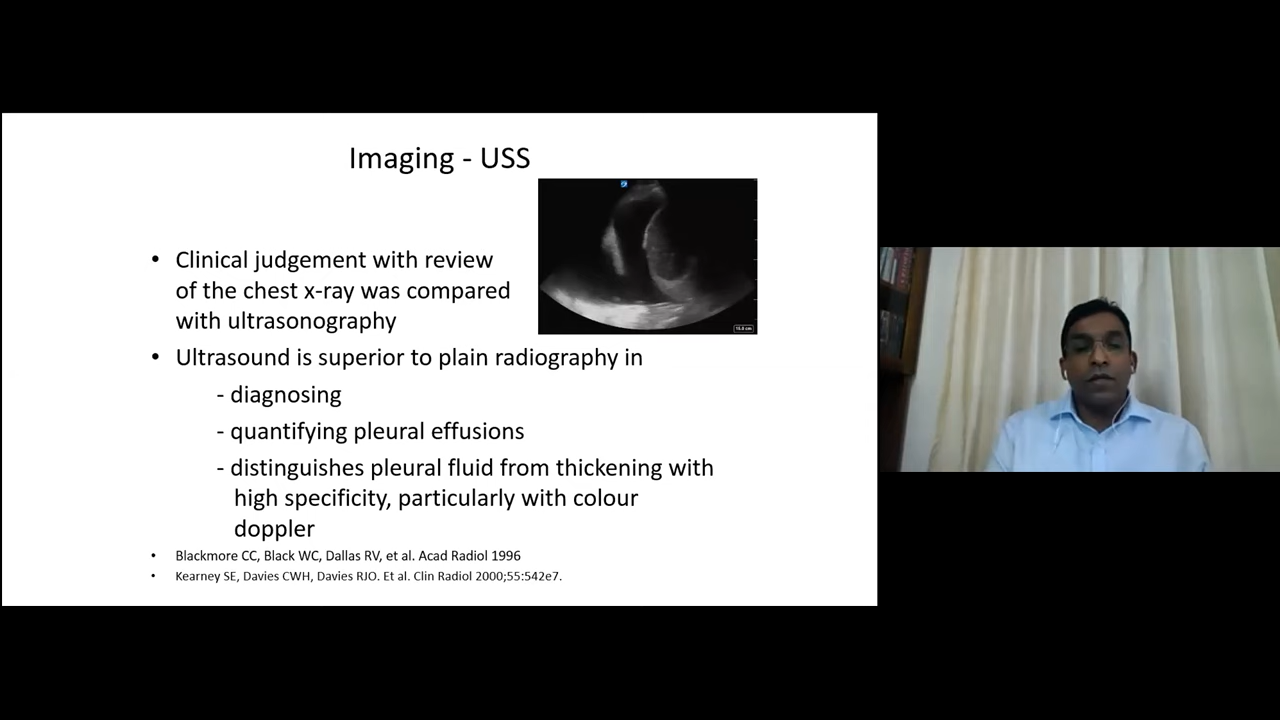 Imaging - USS
• Clinical judgement with review
of the chest x-ray was compared
with ultrasonography
• Ultrasound is superior to plain radiography in
- diagnosing
- quantifying pleural effusions
- distinguishes pleural fluid from thickening with
high specificity, particularly with colour
doppler
• Blackmore CC, Black WC, Dallas RV, et al. Acad Radiol 1996
• Kearney SE, Davies CWH, Davies RJO. Et al. Clin Radiol 2000;55:542e7.